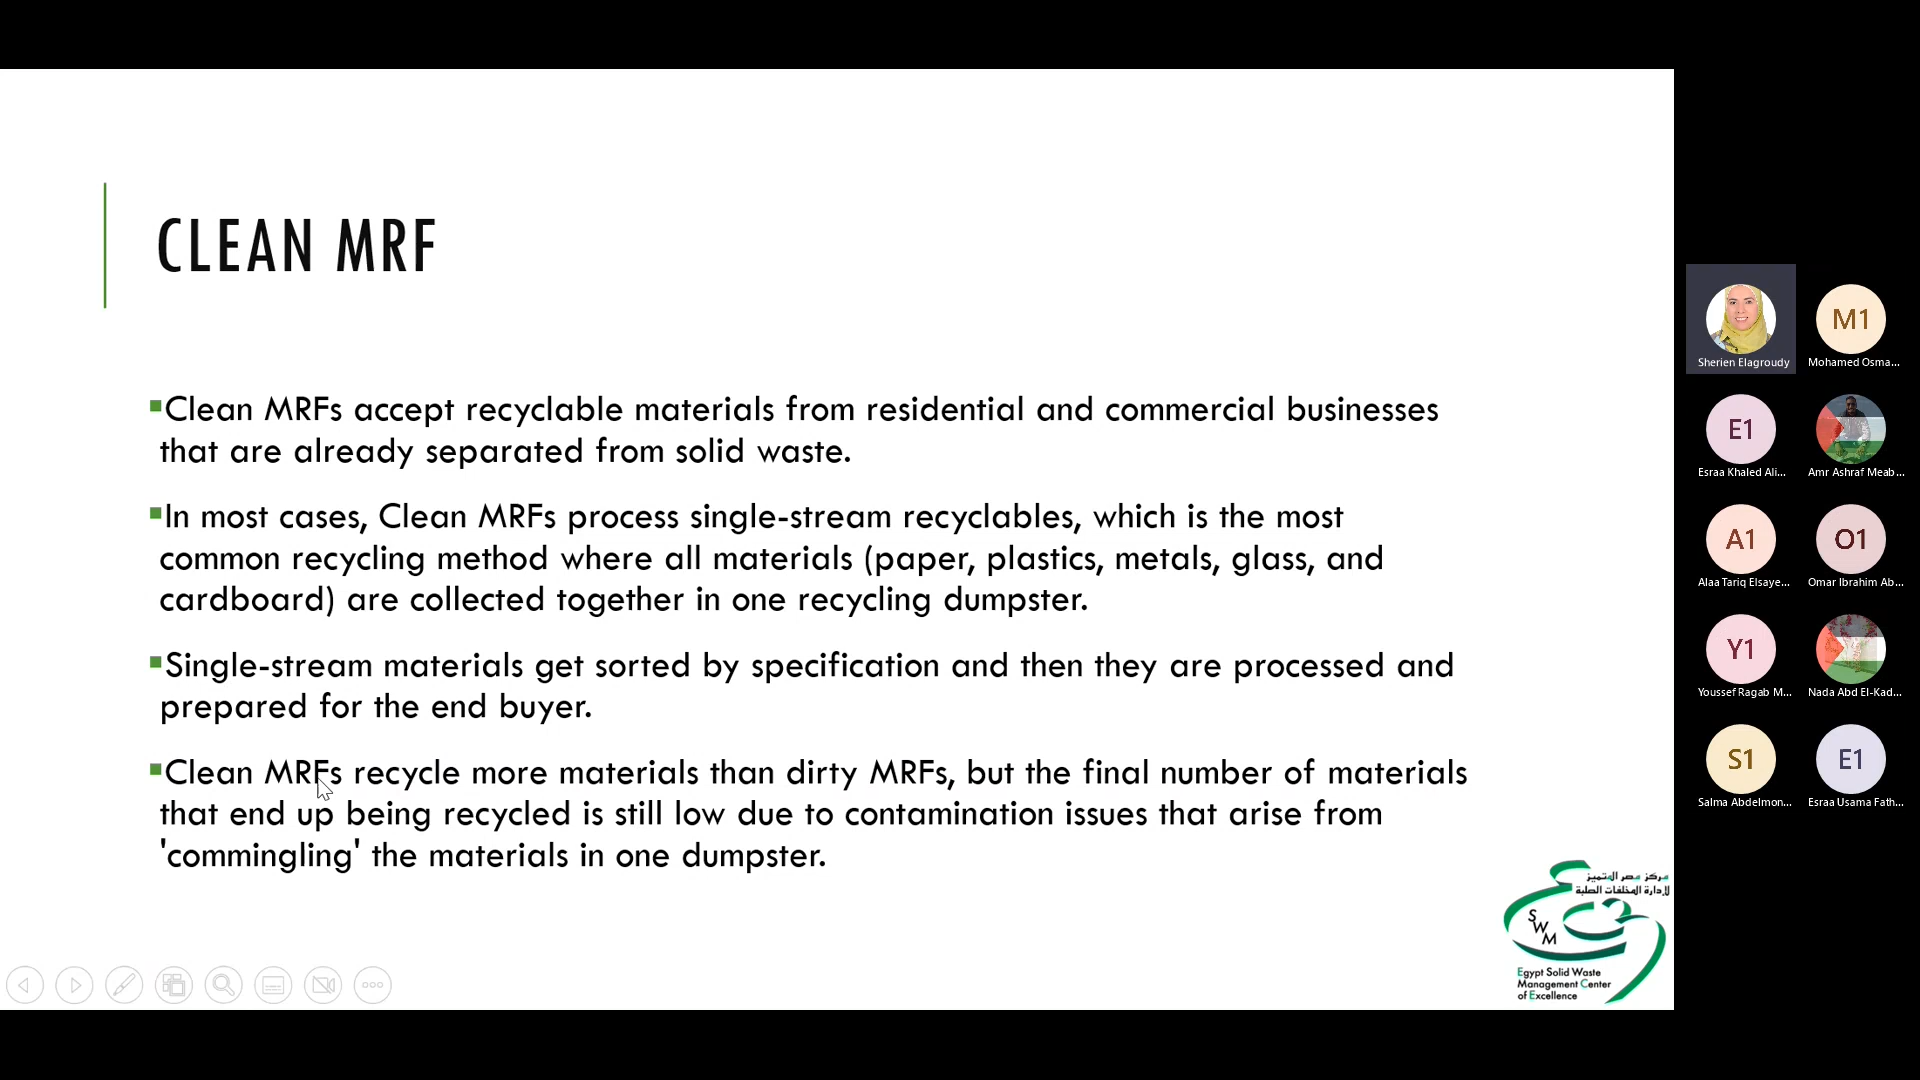 CLEAN MRF
▪Clean MRFs accept recyclable materials from residential and commercial businesses
that are already separated from solid waste.
▪In most cases, Clean MRFs process single-stream recyclables, which is the most
common recycling method where all materials (paper, plastics, metals, glass, and
cardboard) are collected together in one recycling dumpster.
▪Single-stream materials get sorted by specification and then they are processed and
prepared for the end buyer.
▪Clean MRFs recycle more materials than dirty MRFs, but the final number of materials
that end up being recycled is still low due to contamination issues that arise from
'commingling' the materials in one dumpster.
مركز مصر المتميز
لإدارة المخلفات الصلبة
SWM
Egypt Solid Waste
Management Center
of Excellence
Sherien Elagroudy
M1
Mohamed Osma...
E1
Esraa Khaled Ali...
Amr Ashraf Meab...
A1
Alaa Tariq Elsaye...
O1
Omar Ibrahim Ab...
Y1
Youssef Ragab M...
Nada Abd El-Kad...
S1
Salma Abdelmon...
E1
Esraa Usama Fath...